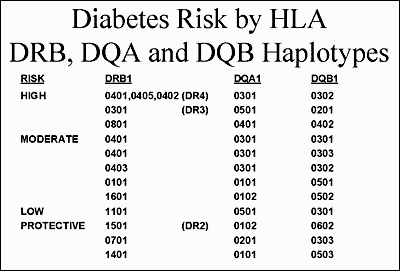 Diabetes Risk by HLA
DRB, DQA and DQB Haplotypes
RISK DRB1 DQA1 DQB1
HIGH 0401,0405,0402 (DR4) 0301 0302
0301 (DR3) 0501 0201
0801 0401 0402
MODERATE 0401 0301 0301
0401 0301 0303
0403 0301 0302
0101 0101 0501
1601 0102 0502
LOW 1101 0501 0301
PROTECTIVE 1501 (DR2) 0102 0602
0701 0201 0303
1401 0101 0503